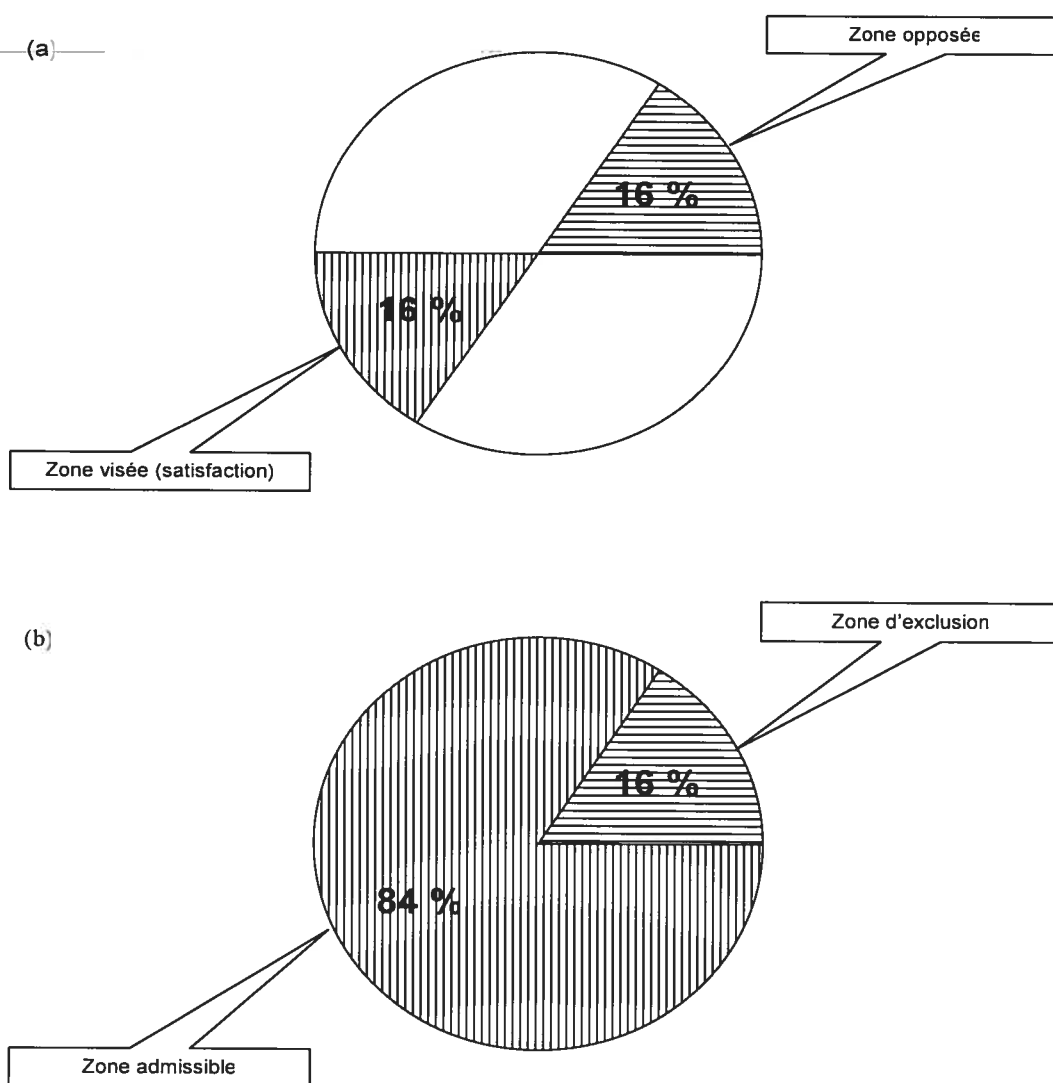 (a)
Zone opposée
16 %
16 %
Zone visée (satisfaction)
(b)
Zone d'exclusion
16 %
84 %
Zone admissible